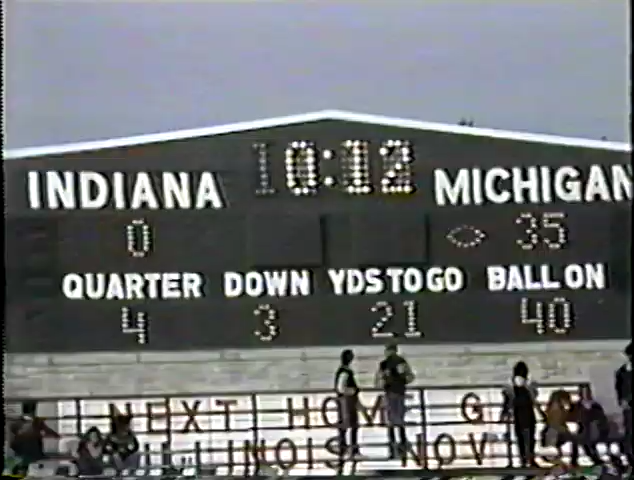 INDIANA 10:12 MICHIGAN
0 35
QUARTER DOWN YDS TO GO BALL ON
4 3 21 40
NEXT HOME
ILLINOIS NOV